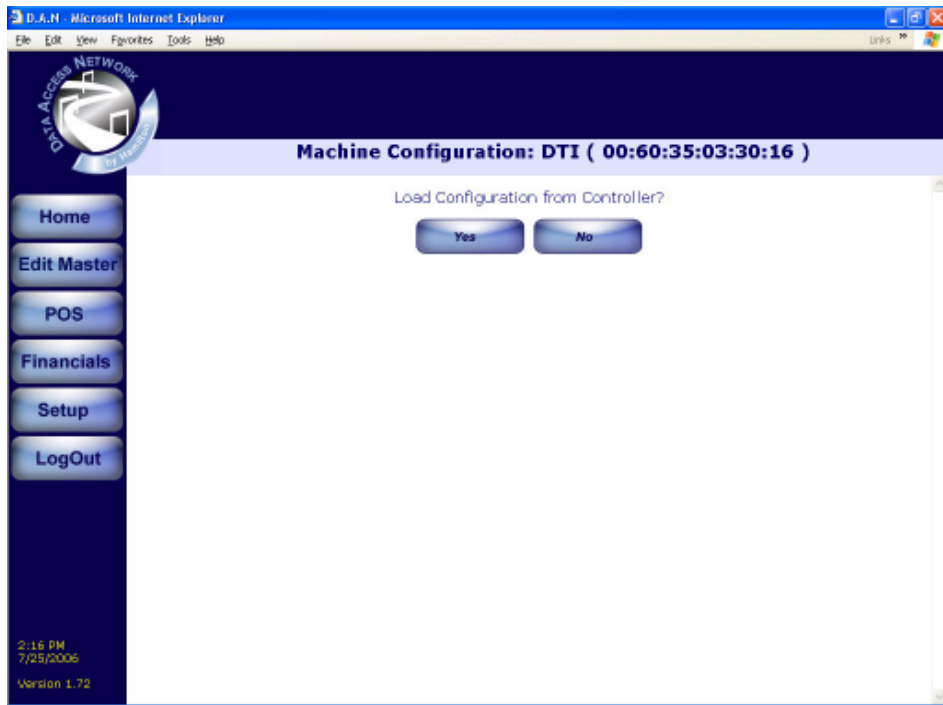 D.A.N - Microsoft Internet Explorer
File Edit View Favorites Tools Help
Links »
DATA ACCESS NETWORK
by Hamilton
Machine Configuration: DTI ( 00:60:35:03:30:16 )
Load Configuration from Controller?
Yes No
Home
Edit Master
POS
Financials
Setup
LogOut
2:16 PM
7/25/2006
Version 1.72